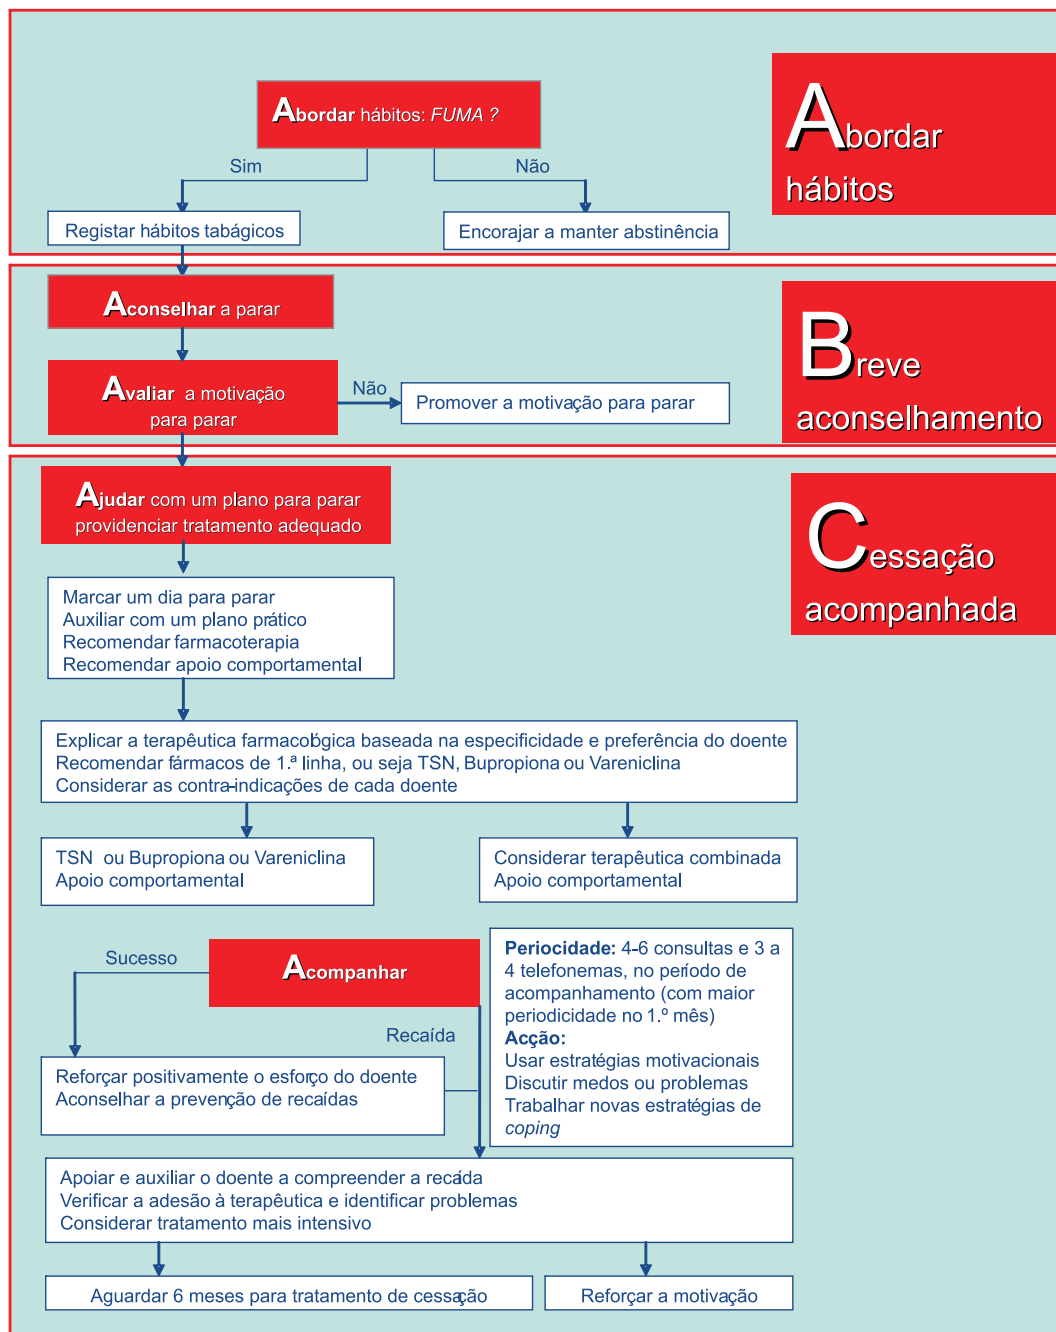 Abordar hábitos: FUMA ?
Abordar
hábitos
Sim
Não
Registar hábitos tabágicos
Encorajar a manter abstinência
Aconselhar a parar
Breve
aconselhamento
Avaliar a motivação
para parar
Não
Promover a motivação para parar
Ajudar com um plano para parar
providenciar tratamento adequado
Cessação
acompanhada
Marcar um dia para parar
Auxiliar com um plano prático
Recomendar farmacoterapia
Recomendar apoio comportamental
Explicar a terapêutica farmacológica baseada na especificidade e preferência do doente
Recomendar fármacos de 1.ª linha, ou seja TSN, Bupropiona ou Vareniclina
Considerar as contra-indicações de cada doente
TSN ou Bupropiona ou Vareniclina
Apoio comportamental
Considerar terapêutica combinada
Apoio comportamental
Sucesso
Acompanhar
Recaída
Periocidade: 4-6 consultas e 3 a
4 telefonemas, no período de
acompanhamento (com maior
periodicidade no 1.º mês)
Acção:
Usar estratégias motivacionais
Discutir medos ou problemas
Trabalhar novas estratégias de
coping
Reforçar positivamente o esforço do doente
Aconselhar a prevenção de recaídas
Apoiar e auxiliar o doente a compreender a recaída
Verificar a adesão à terapêutica e identificar problemas
Considerar tratamento mais intensivo
Aguardar 6 meses para tratamento de cessação
Reforçar a motivação